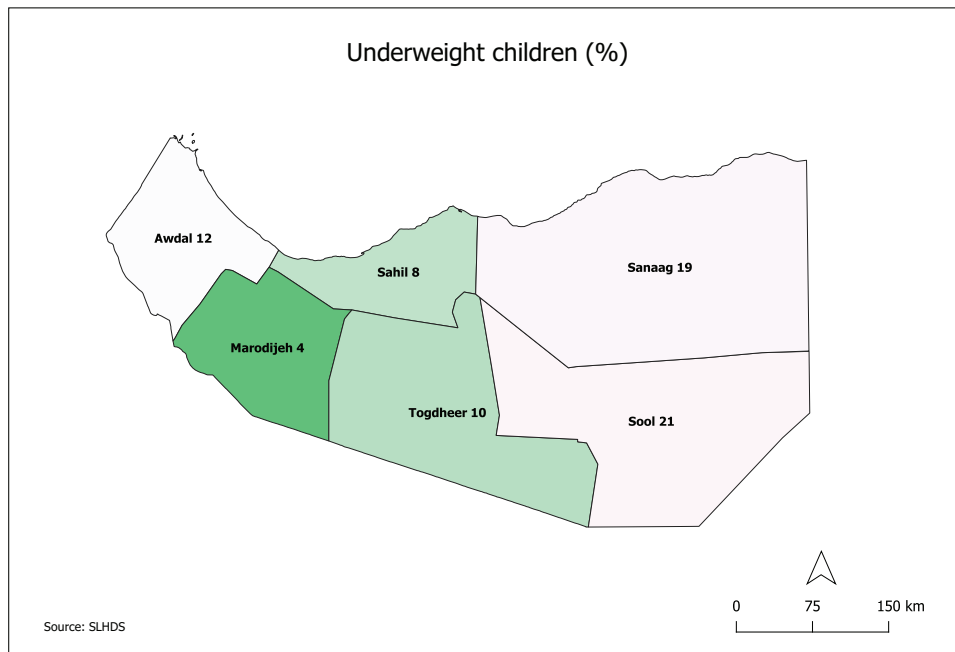 Underweight children (%)
Awdal 12
Sahil 8
Sanaag 19
Marodijeh 4
Togdheer 10
Sool 21
0 75 150 km
Source: SLHDS